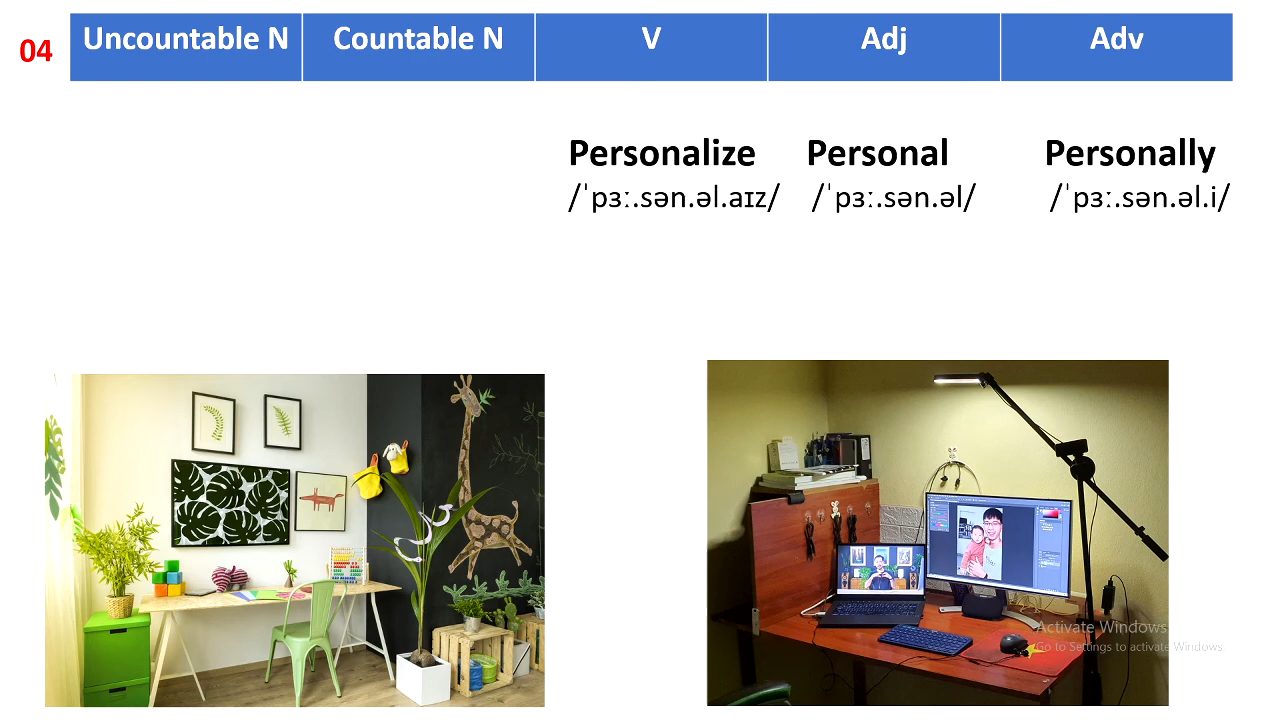 04
Uncountable N Countable N V Adj Adv
Personalize Personal Personally
/ˈpɜː.sən.əl.aɪz/ /ˈpɜː.sən.əl/ /ˈpɜː.sən.əl.i/
Activate Windows
Go to Settings to activate Windows.